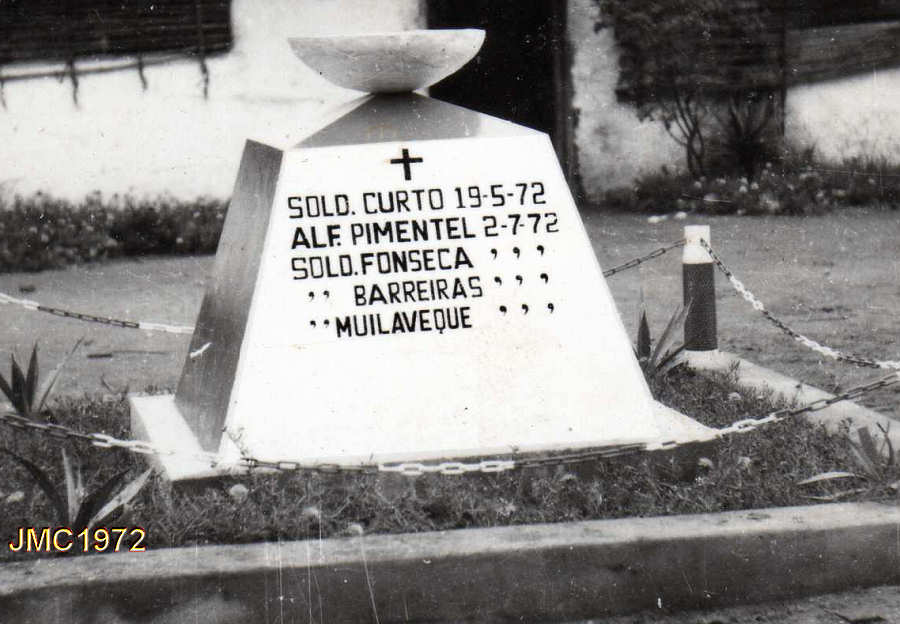 SOLD. CURTO 19-5-72
ALF. PIMENTEL 2-7-72
SOLD. FONSECA , , ,
,, BARREIRAS , , ,
,, MUILAVEQUE , , ,
JMC1972